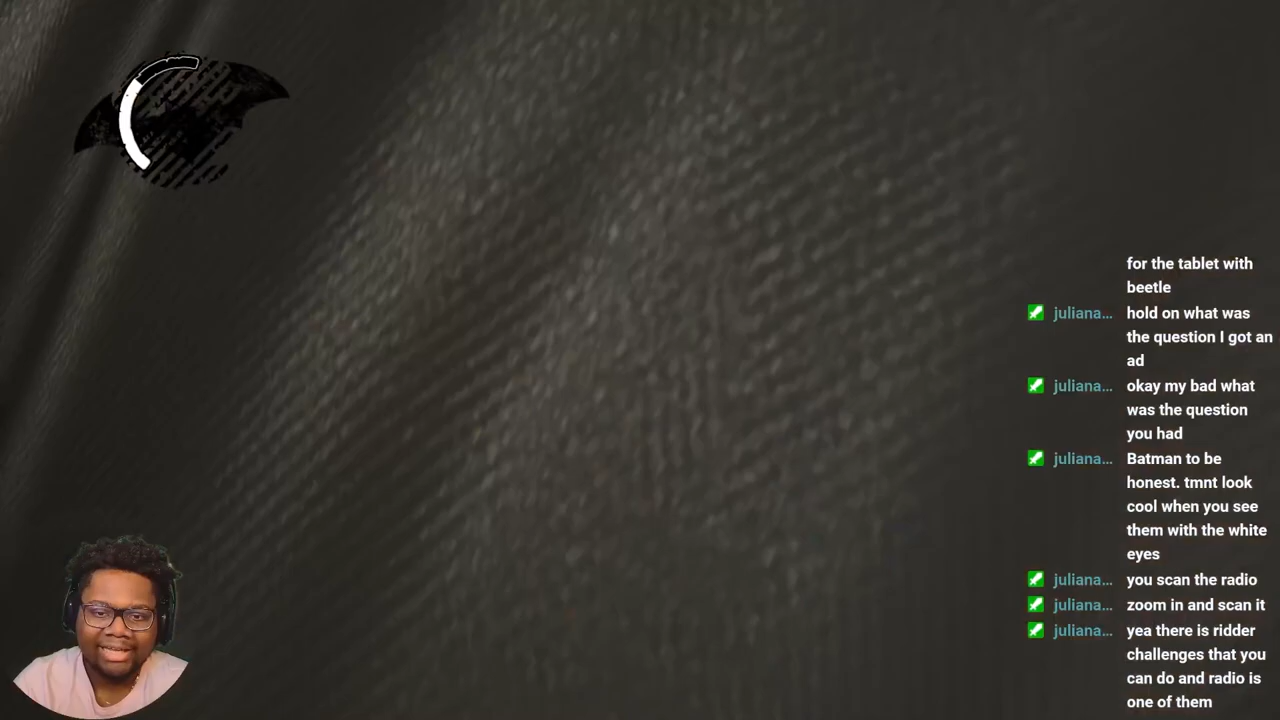 for the tablet with
beetle
juliana... hold on what was
the question I got an
ad
juliana... okay my bad what
was the question
you had
juliana... Batman to be
honest. tmnt look
cool when you see
them with the white
eyes
juliana... you scan the radio
juliana... zoom in and scan it
juliana... yea there is ridder
challenges that you
can do and radio is
one of them